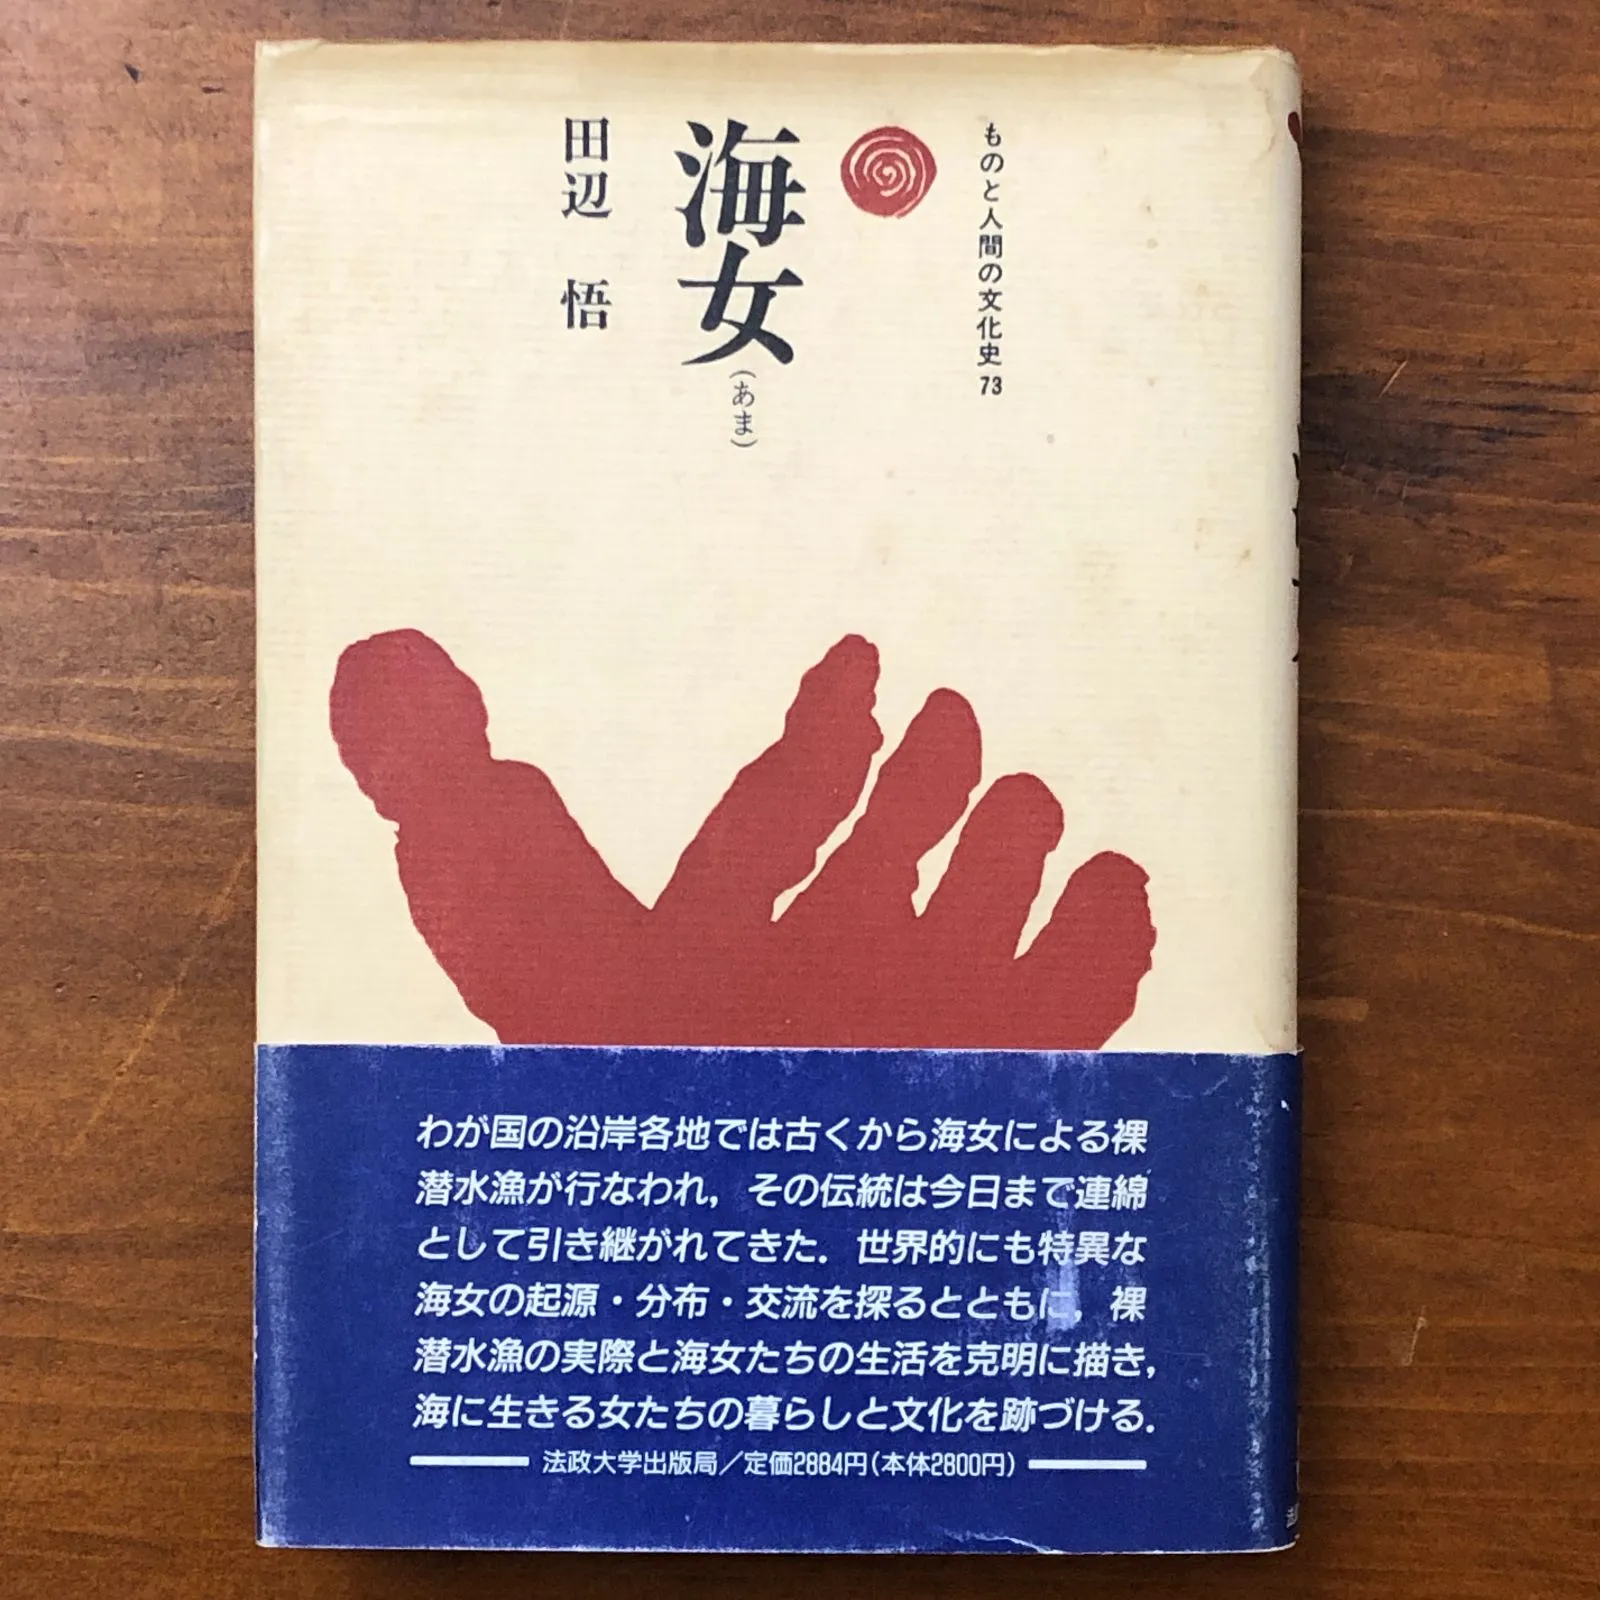 ものと人間の文化史 73
海女
(あま)
田辺 悟
わが国の沿岸各地では古くから海女による裸
潜水漁が行なわれ，その伝統は今日まで連綿
として引き継がれてきた．世界的にも特異な
海女の起源・分布・交流を探るとともに，裸
潜水漁の実際と海女たちの生活を克明に描き，
海に生きる女たちの暮らしと文化を跡づける．
法政大学出版局／定価2884円(本体2800円)